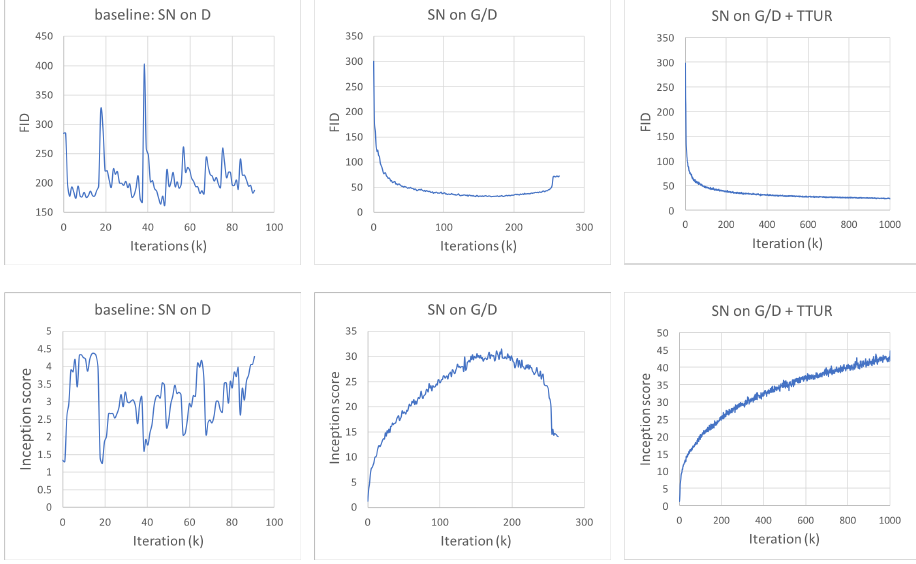 baseline: SN on D
450
400
350
300
250
200
150
FID
0 20 40 60 80 100
Iterations (k)
SN on G/D
350
300
250
200
150
100
50
0
FID
0 100 200 300
Iterations (k)
SN on G/D + TTUR
350
300
250
200
150
100
50
0
FID
0 200 400 600 800 1000
Iteration (k)
baseline: SN on D
5
4.5
4
3.5
3
2.5
2
1.5
1
0.5
0
Inception score
0 20 40 60 80 100
Iteration (k)
SN on G/D
35
30
25
20
15
10
5
0
Inception score
0 100 200 300
Iteration (k)
SN on G/D + TTUR
50
45
40
35
30
25
20
15
10
5
0
Inception score
0 200 400 600 800 1000
Iteration (k)